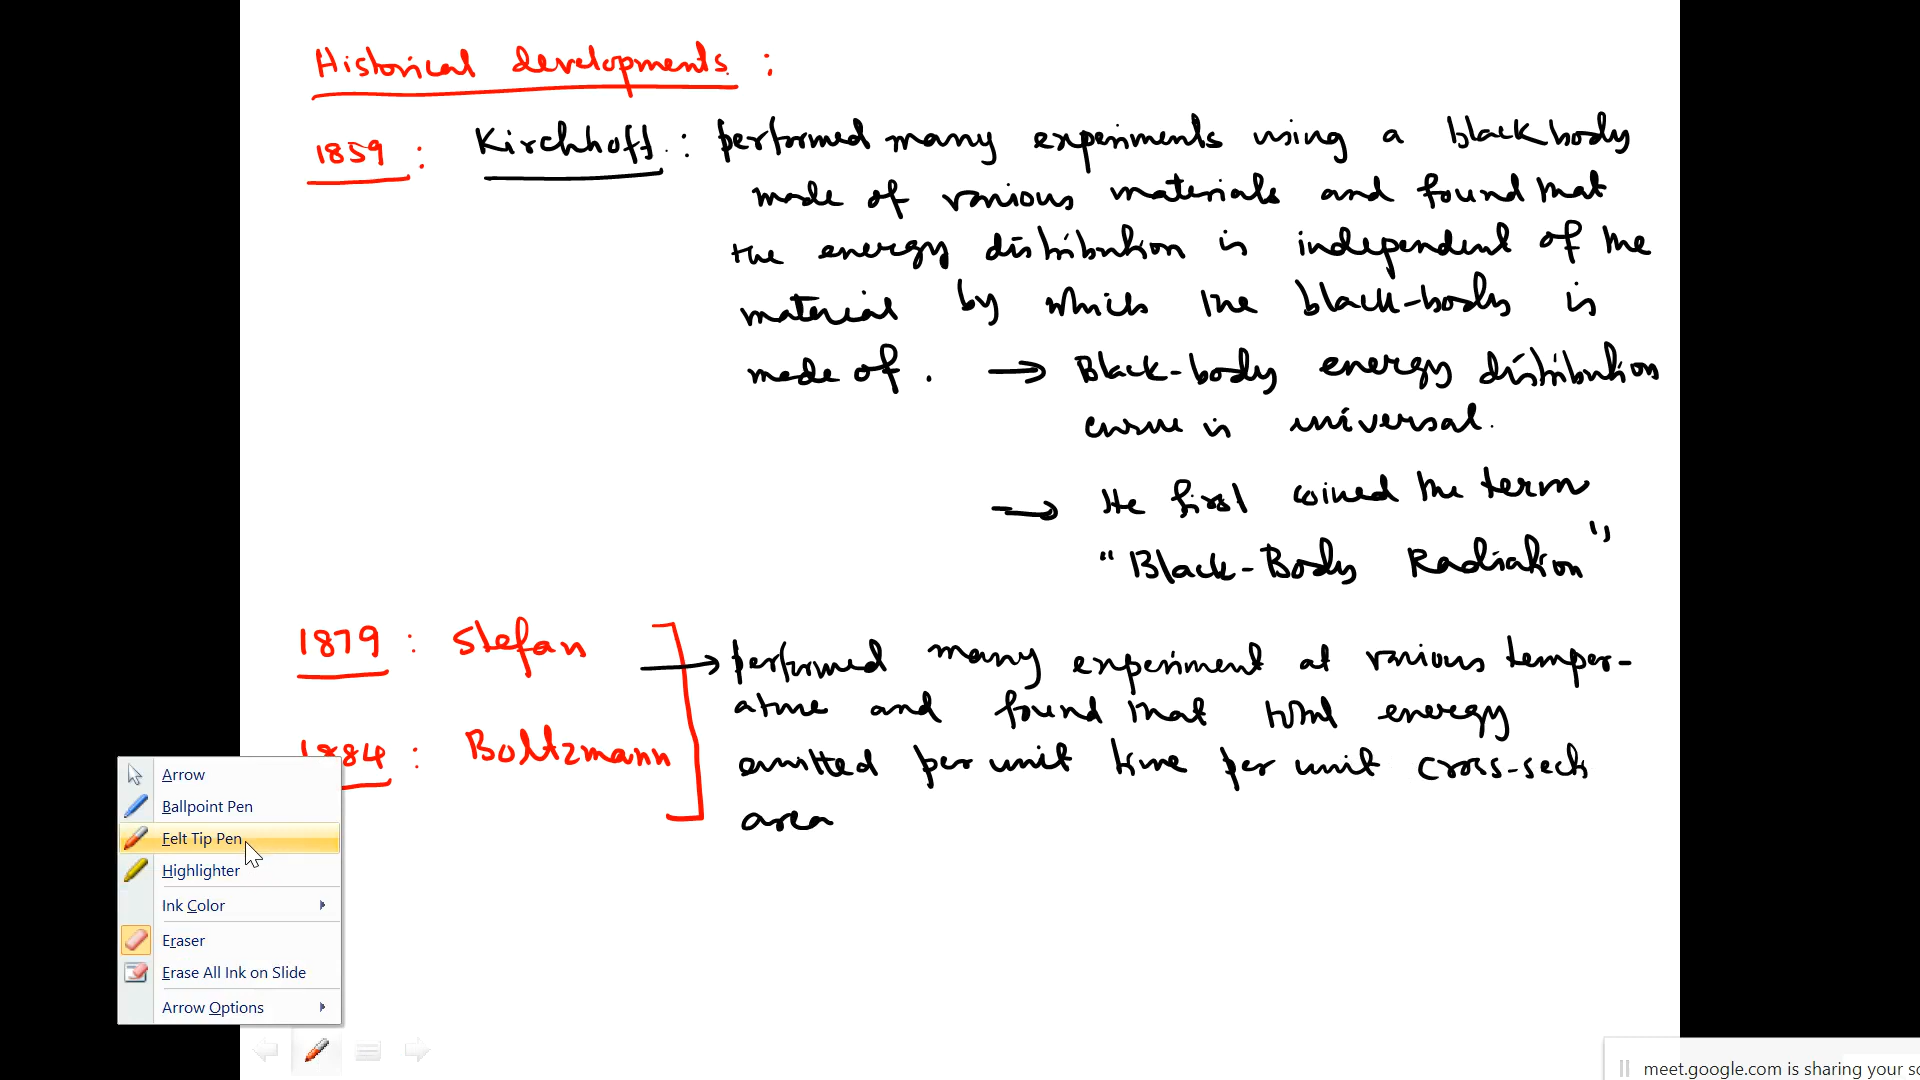 Historical developments :
1859 : Kirchhoff : performed many experiments using a blackbody
made of various materials and found that
the energy distribution is independent of the
material by which the black-body is
made of . → Black-body energy distribution
curve is universal.
→ He first coined the term
"Black-Body Radiation"
1879 : Stefan
1884 : Boltzmann
→ performed many experiment at various temper-
ature and found that total energy
emitted per unit time per unit cross-sect
area
Arrow
Ballpoint Pen
Felt Tip Pen
Highlighter
Ink Color
Eraser
Erase All Ink on Slide
Arrow Options
meet.google.com is sharing your sc